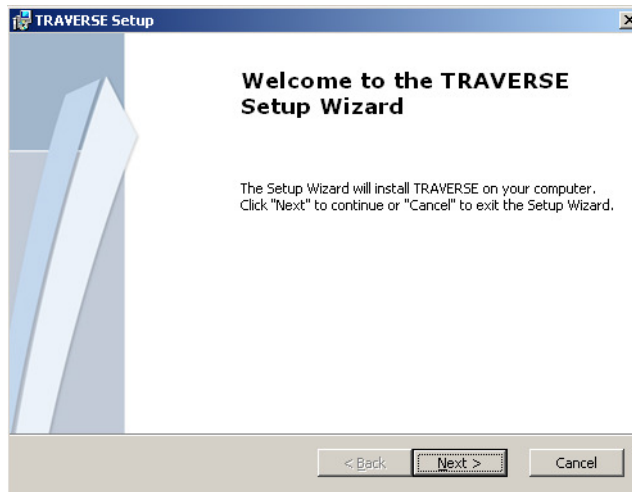 TRAVERSE Setup
Welcome to the TRAVERSE
Setup Wizard
The Setup Wizard will install TRAVERSE on your computer.
Click "Next" to continue or "Cancel" to exit the Setup Wizard.
< Back Next > Cancel